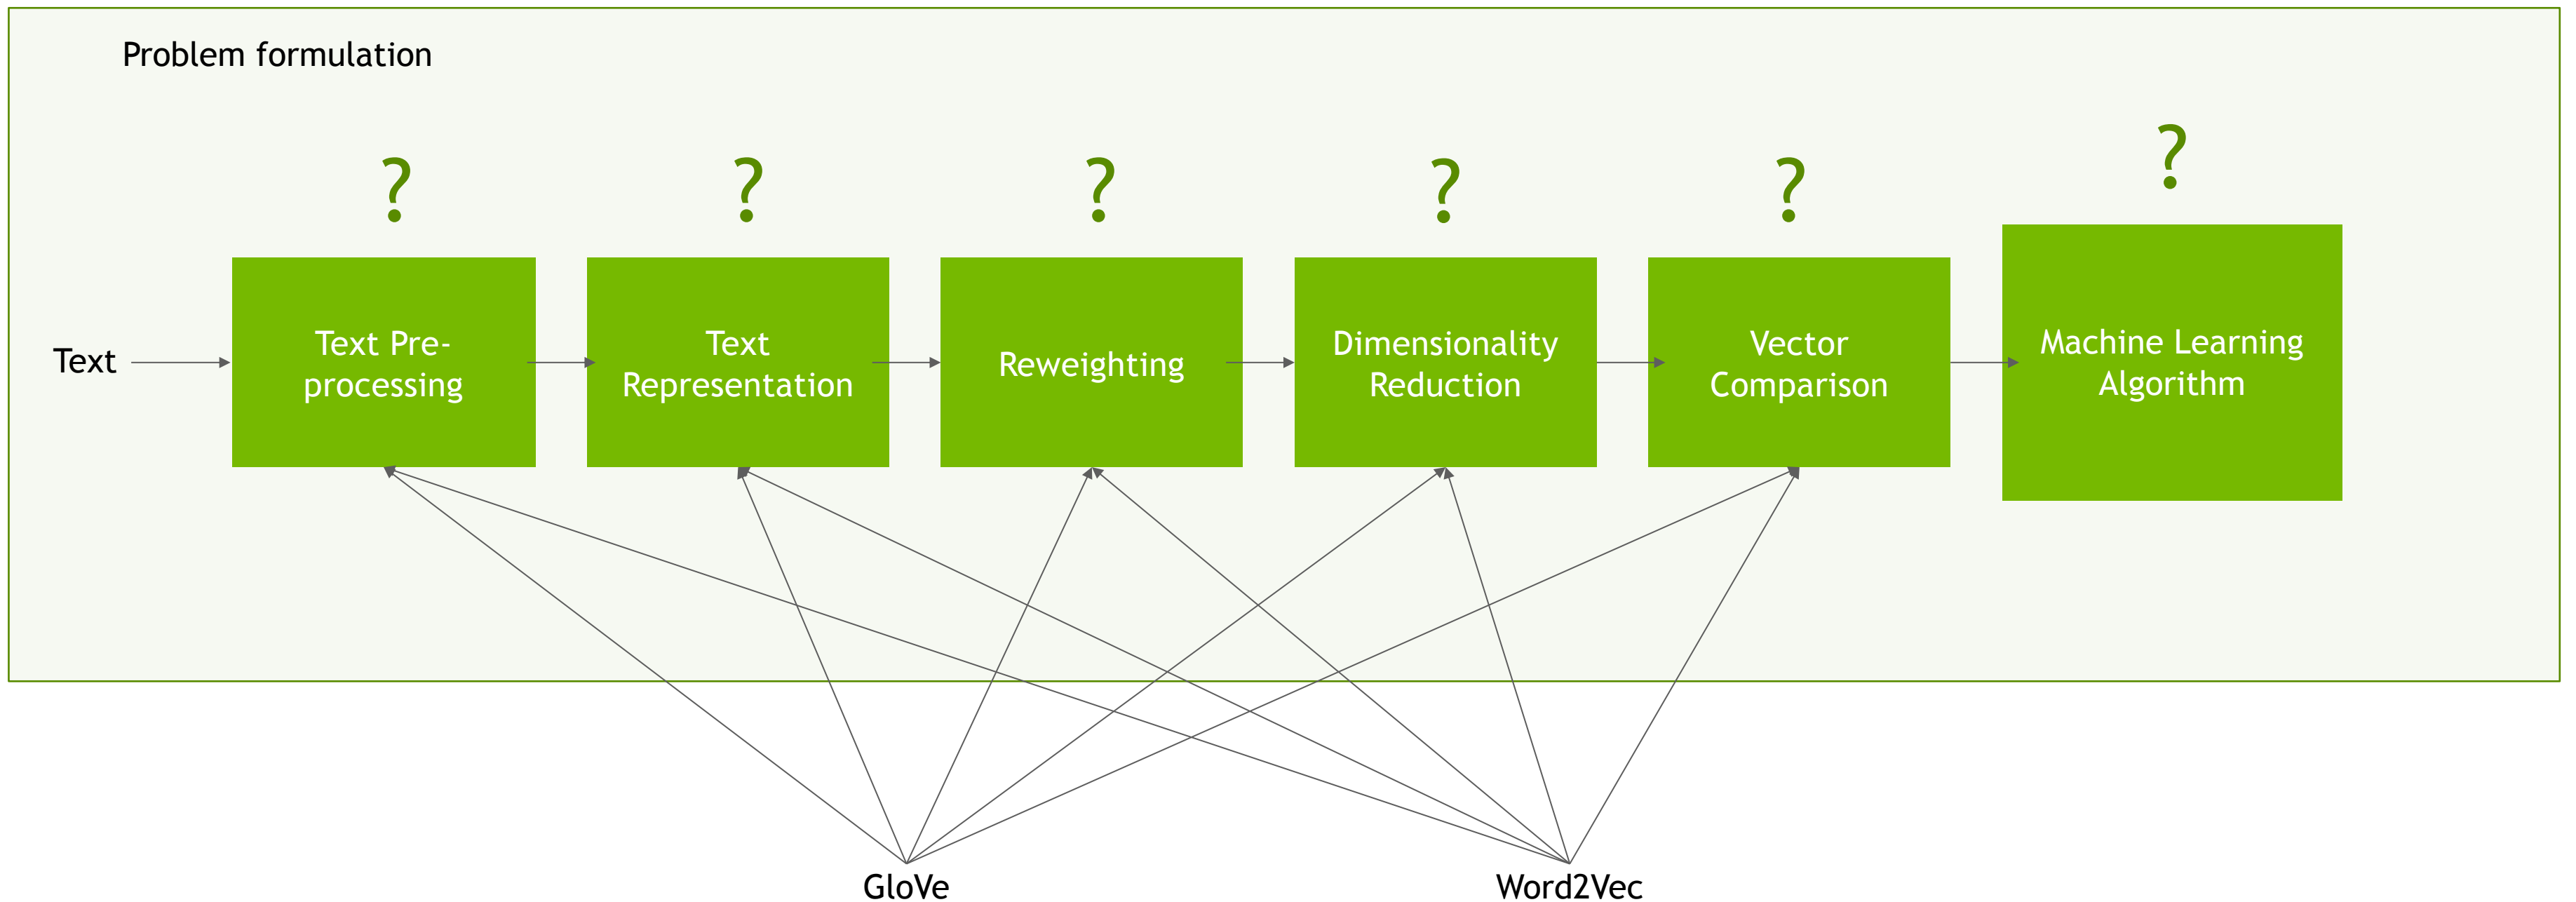 Problem formulation
?
?
?
?
?
?
Text
Text Pre-
processing
Text
Representation
Reweighting
Dimensionality
Reduction
Vector
Comparison
Machine Learning
Algorithm
GloVe
Word2Vec